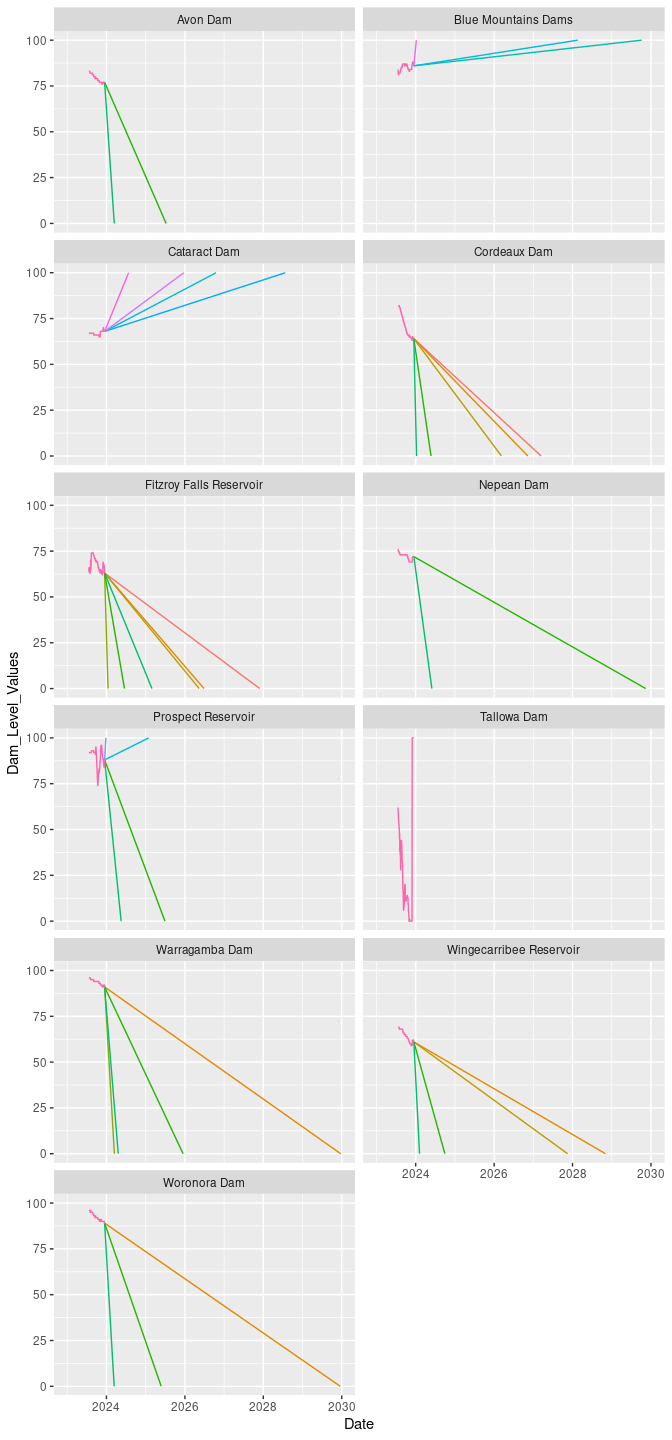 Avon Dam
Blue Mountains Dams
100
75
50
25
0
Cataract Dam
Cordeaux Dam
100
75
50
25
0
Fitzroy Falls Reservoir
Nepean Dam
100
75
50
25
0
Dam_Level_Values
Prospect Reservoir
Tallowa Dam
100
75
50
25
0
Warragamba Dam
Wingecarribee Reservoir
100
75
50
25
0
2024 2026 2028 2030
Woronora Dam
100
75
50
25
0
2024 2026 2028 2030
Date